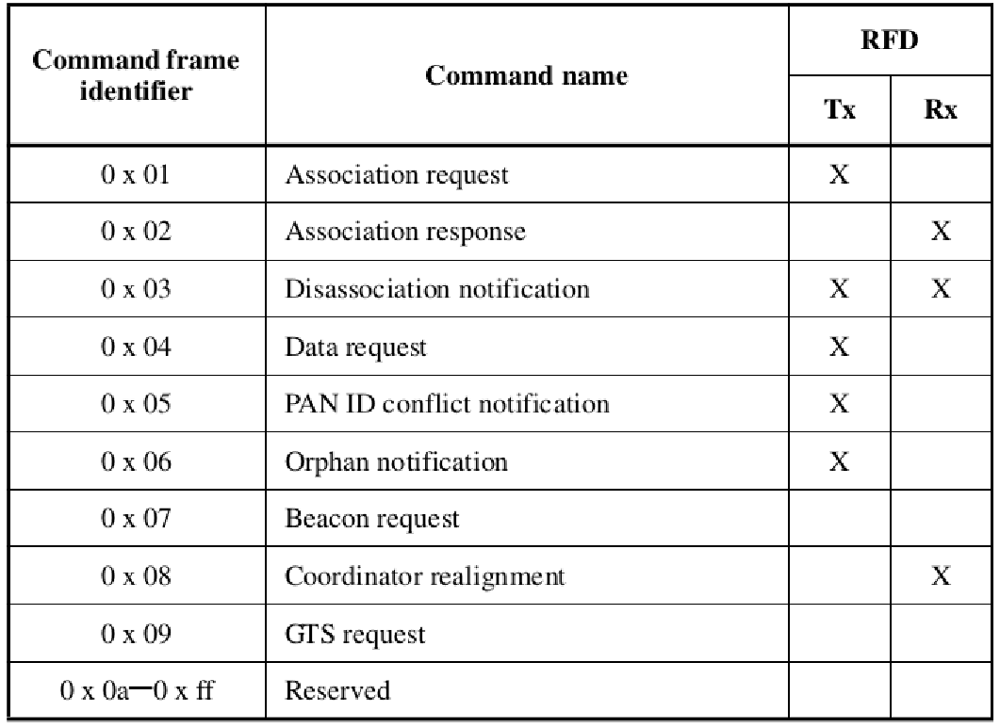 Command frame
identifier
Command name
RFD
Tx
Rx
0 x 01 Association request X
0 x 02 Association response X
0 x 03 Disassociation notification X X
0 x 04 Data request X
0 x 05 PAN ID conflict notification X
0 x 06 Orphan notification X
0 x 07 Beacon request
0 x 08 Coordinator realignment X
0 x 09 GTS request
0 x 0a—0 x ff Reserved